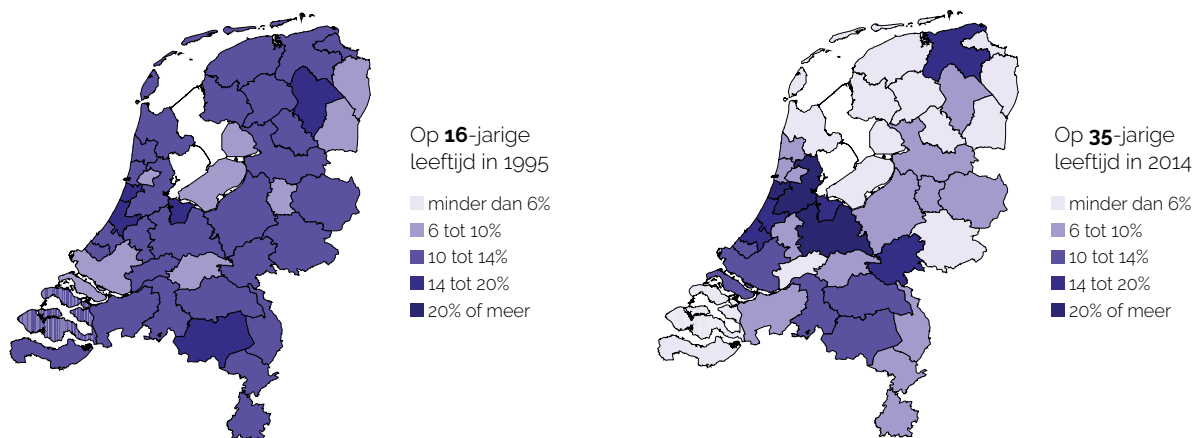 Op 16-jarige
leeftijd in 1995
minder dan 6%
6 tot 10%
10 tot 14%
14 tot 20%
20% of meer
Op 35-jarige
leeftijd in 2014
minder dan 6%
6 tot 10%
10 tot 14%
14 tot 20%
20% of meer